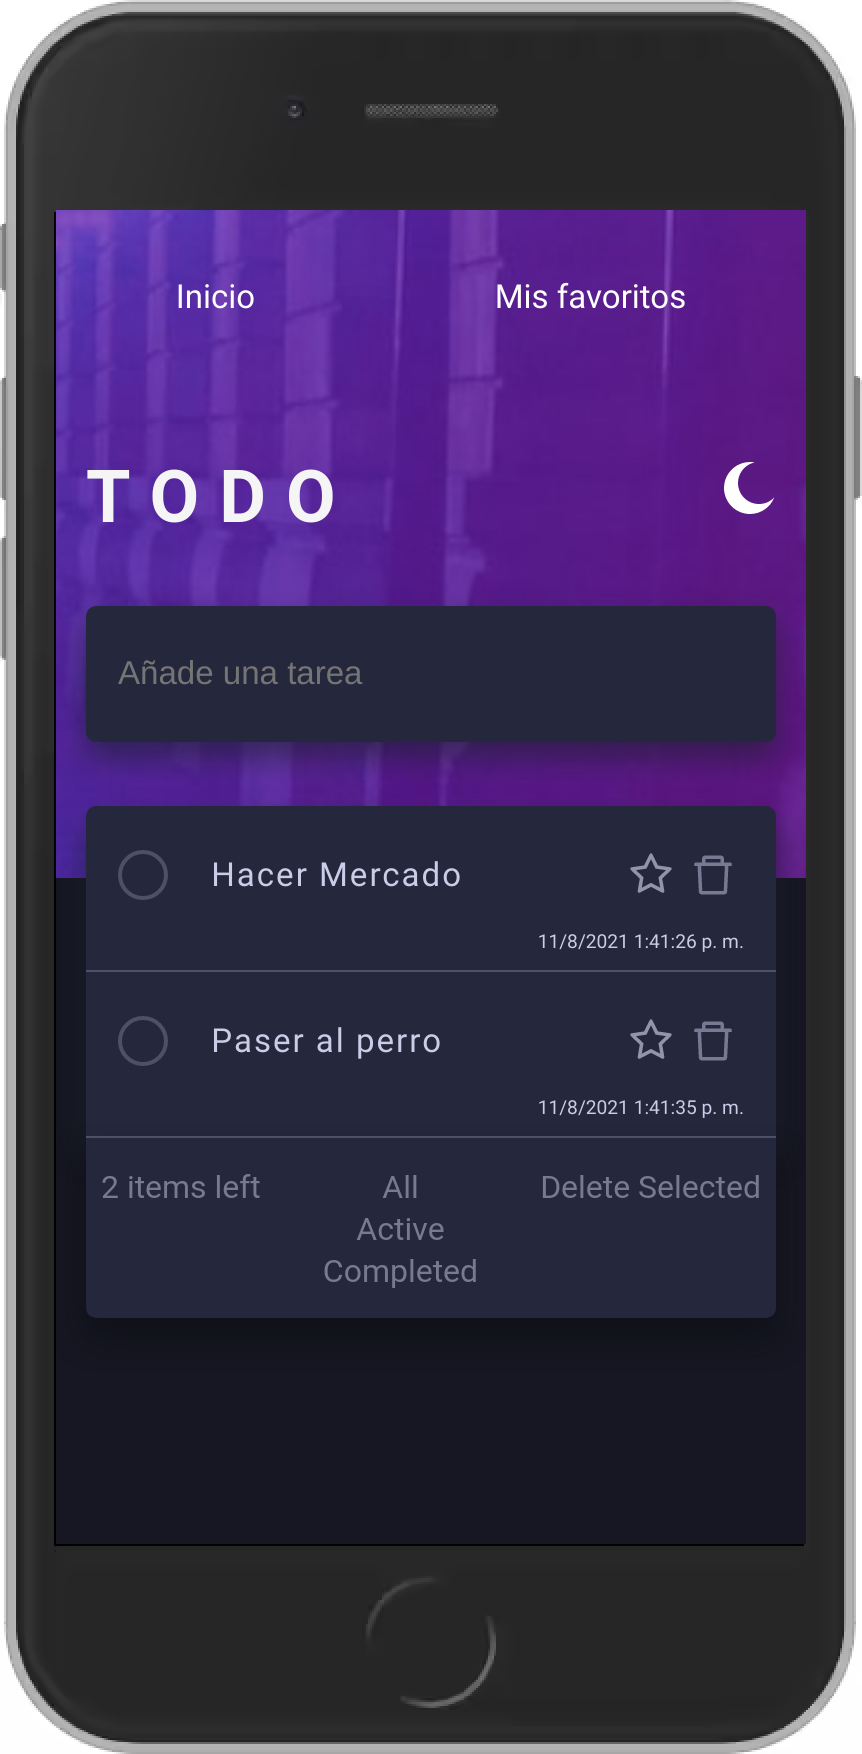 Inicio Mis favoritos
TODO
Añade una tarea
Hacer Mercado
11/8/2021 1:41:26 p. m.
Paser al perro
11/8/2021 1:41:35 p. m.
2 items left All Delete Selected
Active
Completed